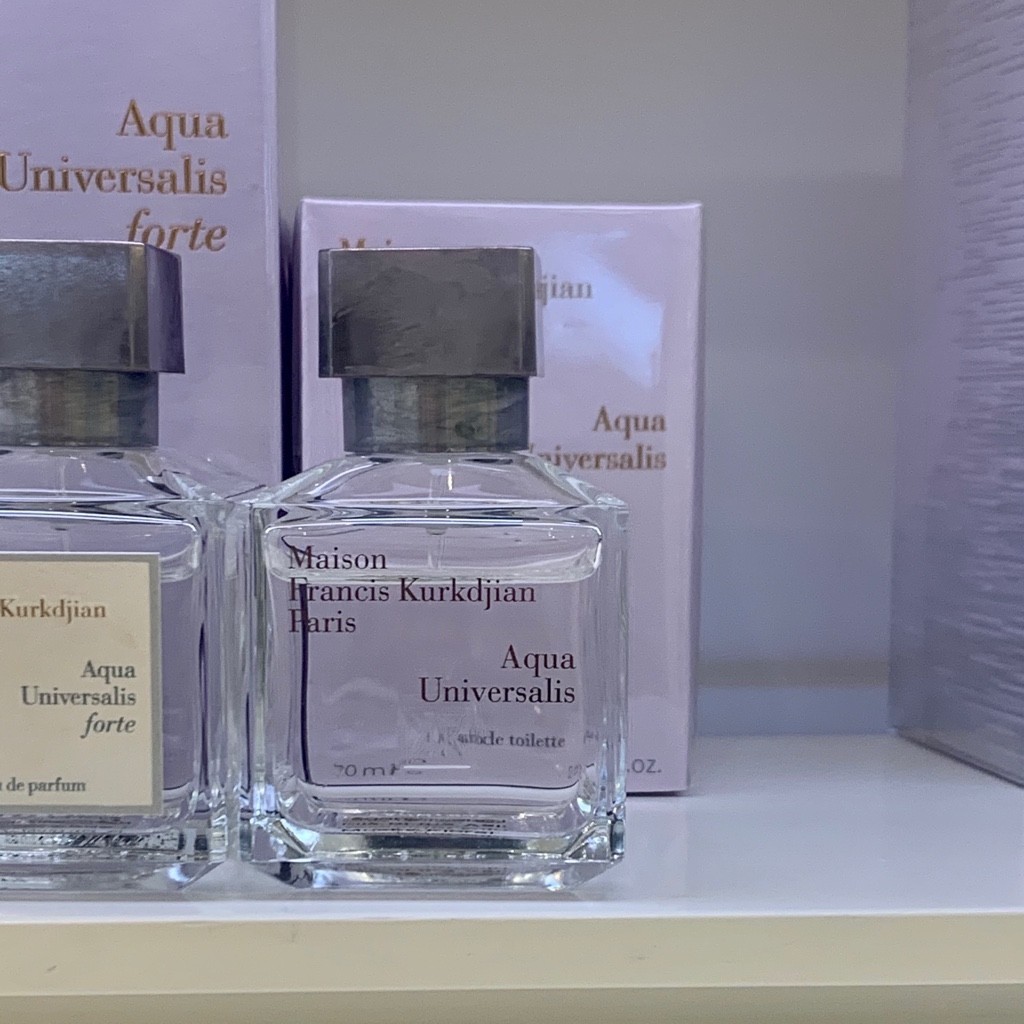 Aqua
Universalis
forte
Kurkdjian
Aqua
Universalis
forte
de parfum
Aqua
Universalis
Maison
Francis Kurkdjian
Paris
Aqua
Universalis
de toilette
70 ml
OZ.